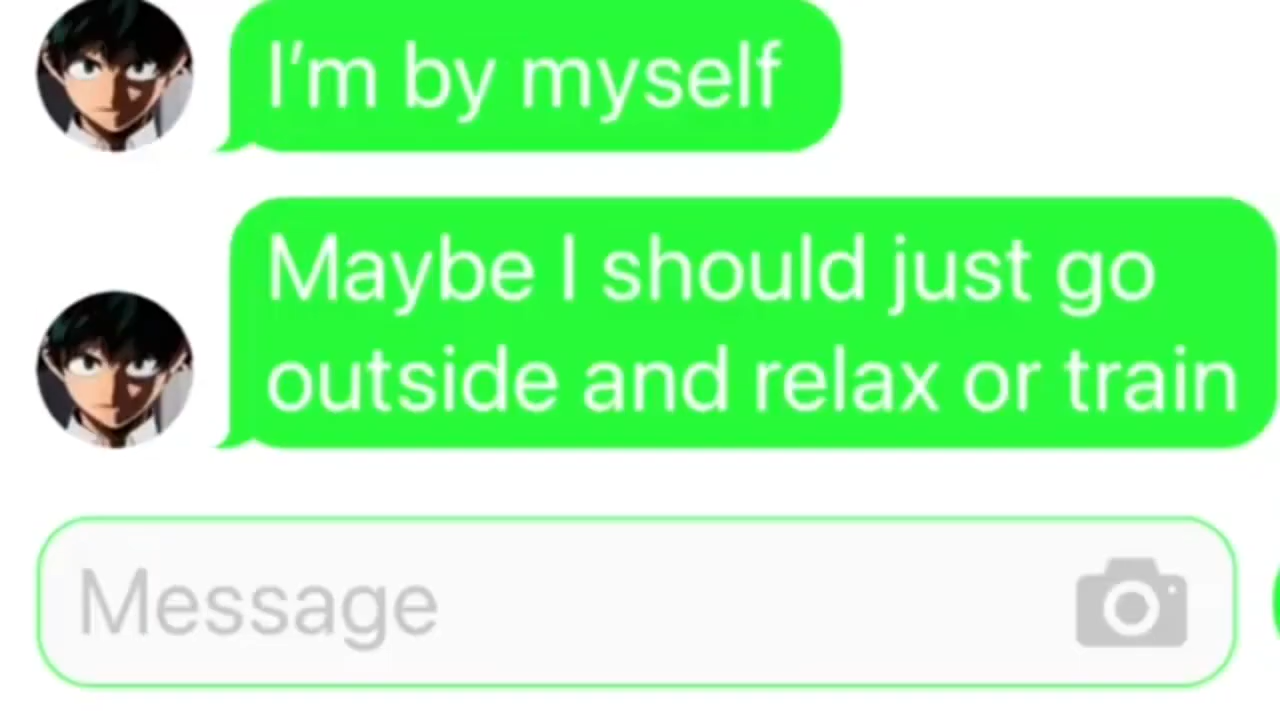 I'm by myself
Maybe I should just go
outside and relax or train
Message